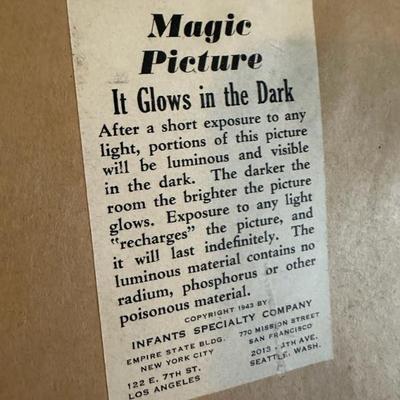 Magic
Picture
It Glows in the Dark
After a short exposure to any
light, portions of this picture
will be luminous and visible
in the dark. The darker the
room the brighter the picture
glows. Exposure to any light
"recharges" the picture, and
it will last indefinitely. The
luminous material contains no
radium, phosphorus or other
poisonous material.
COPYRIGHT 1943 BY
INFANTS SPECIALTY COMPANY
EMPIRE STATE BLDG.
NEW YORK CITY
770 MISSION STREET
SAN FRANCISCO
122 E. 7TH ST.
LOS ANGELES
2013 - 4TH AVE.
SEATTLE, WASH.